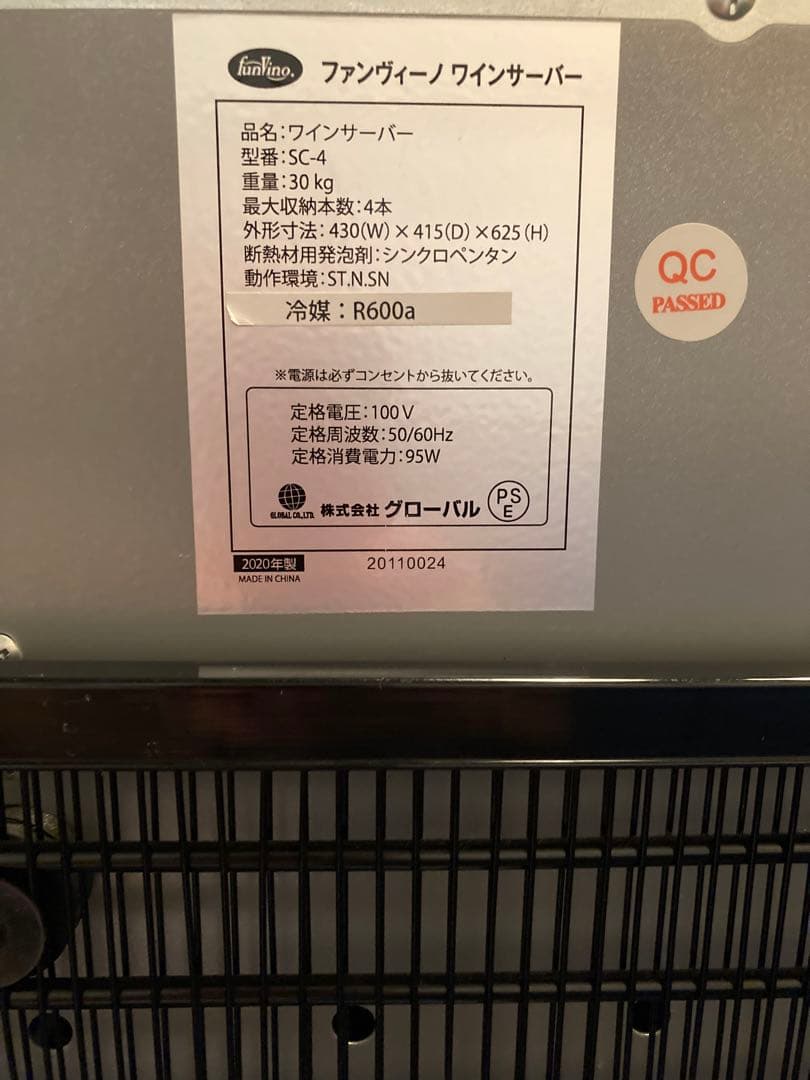 funVino. ファンヴィーノ ワインサーバー
品名:ワインサーバー
型番:SC-4
重量:30 kg
最大収納本数:4本
外形寸法:430(W)×415(D)×625(H)
断熱材用発泡剤:シンクロペンタン
動作環境:ST.N.SN
冷媒:R600a
QC
PASSED
※電源は必ずコンセントから抜いてください。
定格電圧:100V
定格周波数:50/60Hz
定格消費電力:95W
GLOBAL CO.,LTD. 株式会社 グローバル PS E
2020年製 20110024
MADE IN CHINA